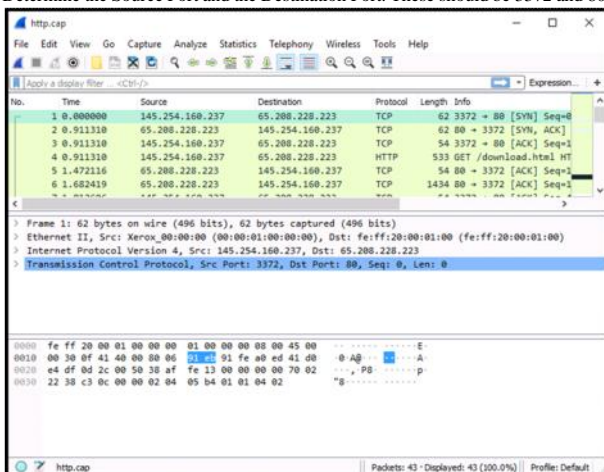 http.cap
File Edit View Go Capture Analyze Statistics Telephony Wireless Tools Help
Apply a display filter ... <Ctrl-/>
Expression... +
No. Time Source Destination Protocol Length Info
1 0.000000 145.254.160.237 65.208.228.223 TCP 62 3372 → 80 [SYN] Seq=0
2 0.911310 65.208.228.223 145.254.160.237 TCP 62 80 → 3372 [SYN, ACK]
3 0.911310 145.254.160.237 65.208.228.223 TCP 54 3372 → 80 [ACK] Seq=1
4 0.911310 145.254.160.237 65.208.228.223 HTTP 533 GET /download.html HT
5 1.472116 65.208.228.223 145.254.160.237 TCP 54 80 → 3372 [ACK] Seq=1
6 1.682419 65.208.228.223 145.254.160.237 TCP 1434 80 → 3372 [ACK] Seq=1
Frame 1: 62 bytes on wire (496 bits), 62 bytes captured (496 bits)
Ethernet II, Src: Xerox_00:00:00 (00:00:01:00:00:00), Dst: fe:ff:20:00:01:00 (fe:ff:20:00:01:00)
Internet Protocol Version 4, Src: 145.254.160.237, Dst: 65.208.228.223
Transmission Control Protocol, Src Port: 3372, Dst Port: 80, Seq: 0, Len: 0
0000 fe ff 20 00 01 00 00 00 01 00 00 00 08 00 45 00 ·· ····· ······E·
0010 00 30 0f 41 40 00 80 06 91 eb 91 fe a0 ed 41 d0 ·0·A@··· ······A·
0020 e4 df 0d 2c 00 50 38 af fe 13 00 00 00 00 70 02 ···,·P8· ······p·
0030 22 38 c3 0c 00 00 02 04 05 b4 01 01 04 02 "8······ ······
http.cap Packets: 43 · Displayed: 43 (100.0%) Profile: Default